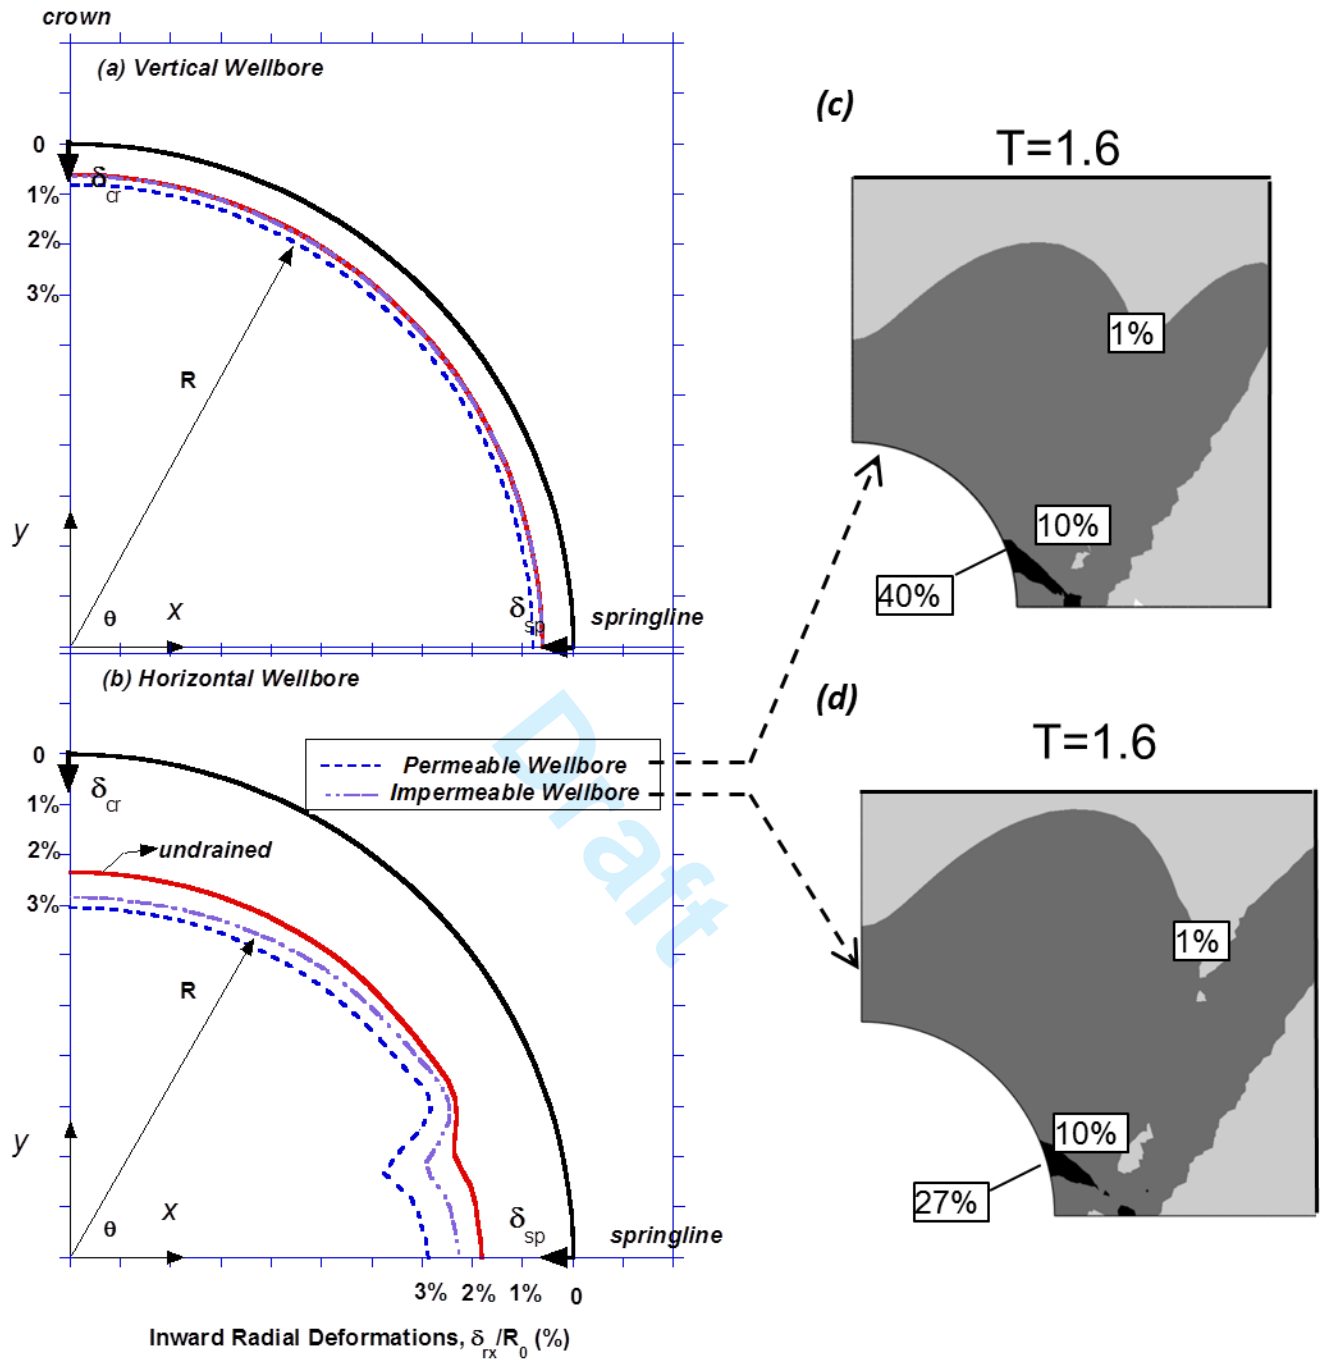 crown
(a) Vertical Wellbore
0
δcr
1%
2%
3%
R
y
θ
x
δsp
springline
(b) Horizontal Wellbore
0
δcr
1%
2%
3%
Permeable Wellbore
Impermeable Wellbore
undrained
R
y
θ
x
δsp
springline
3% 2% 1% 0
Inward Radial Deformations, δrx/R0 (%)
Draft
(c)
T=1.6
1%
10%
40%
(d)
T=1.6
1%
10%
27%